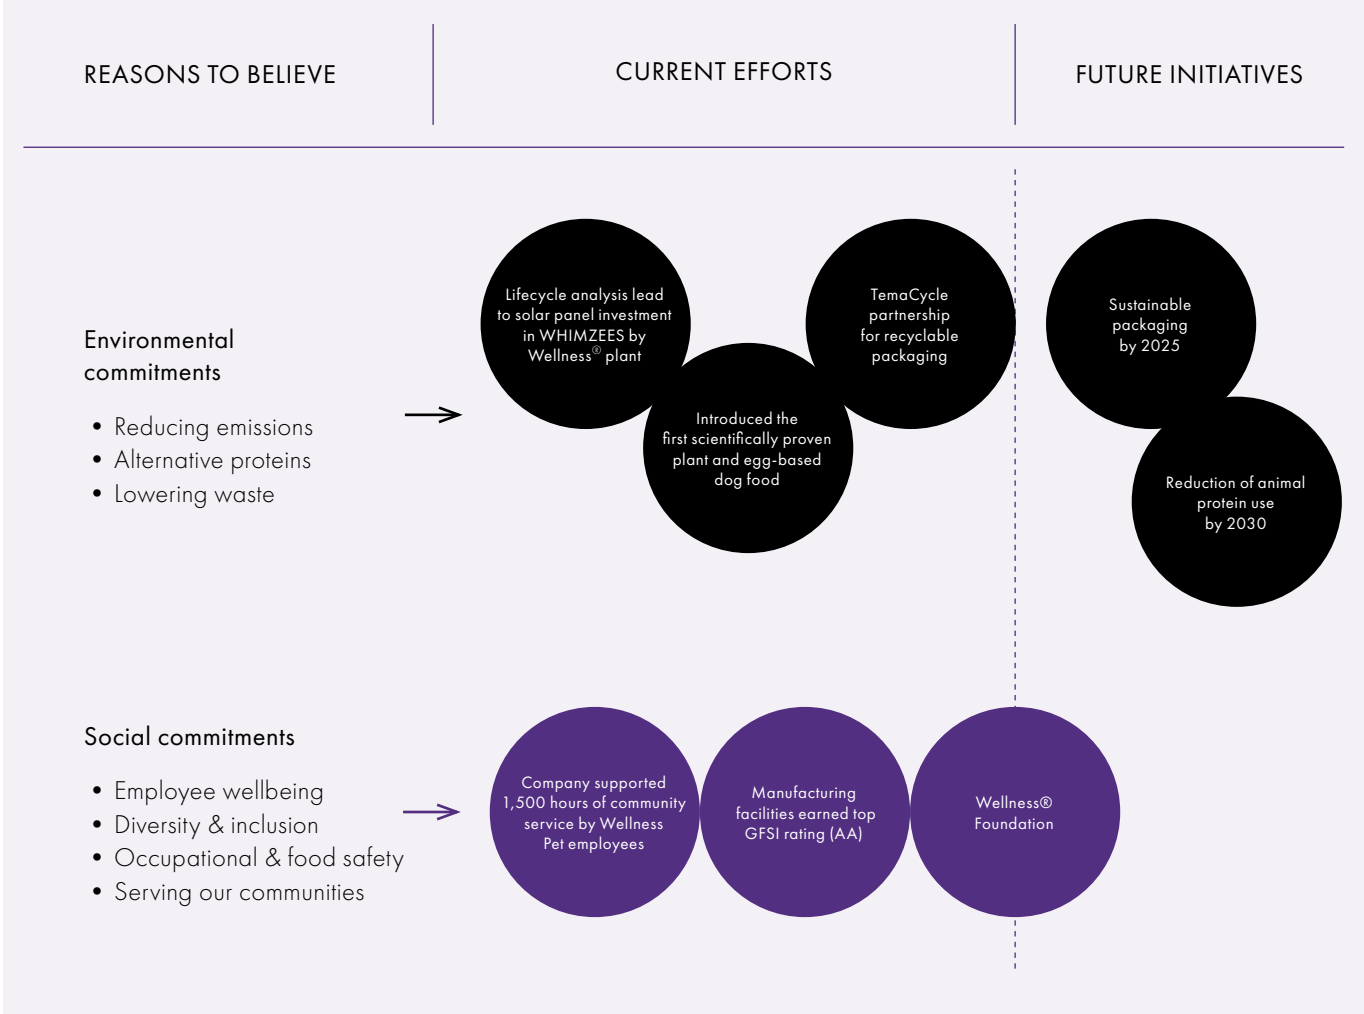 REASONS TO BELIEVE
CURRENT EFFORTS
FUTURE INITIATIVES
Environmental
commitments
• Reducing emissions
• Alternative proteins
• Lowering waste
Lifecycle analysis lead
to solar panel investment
in WHIMZEES by
Wellness® plant
Introduced the
first scientifically proven
plant and egg-based
dog food
TemaCycle
partnership
for recyclable
packaging
Sustainable
packaging
by 2025
Reduction of animal
protein use
by 2030
Social commitments
• Employee wellbeing
• Diversity & inclusion
• Occupational & food safety
• Serving our communities
Company supported
1,500 hours of community
service by Wellness
Pet employees
Manufacturing
facilities earned top
GFSI rating (AA)
Wellness®
Foundation